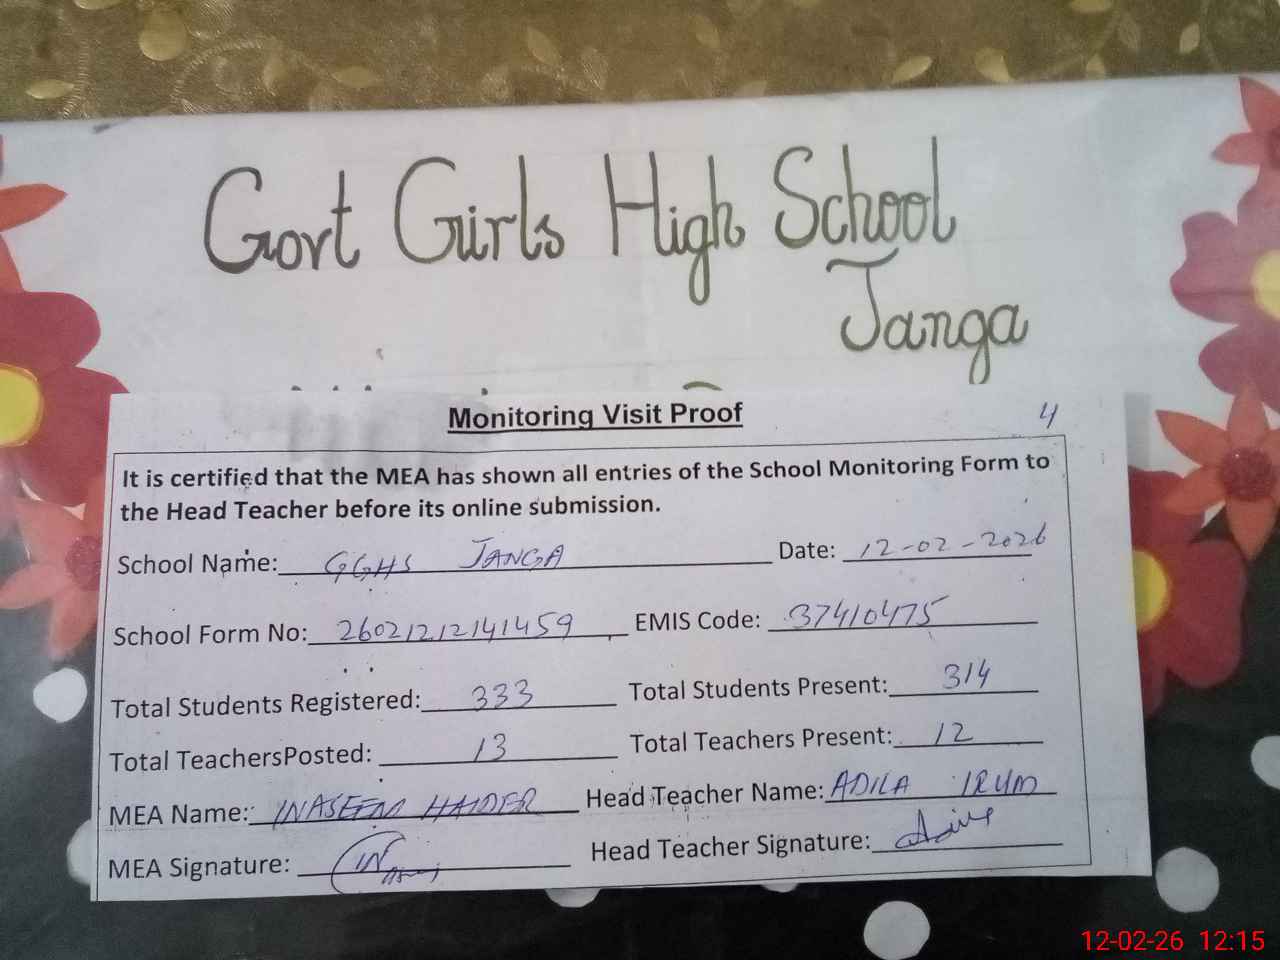 Govt Girls High School
Janga
Monitoring Visit Proof
4
It is certified that the MEA has shown all entries of the School Monitoring Form to
the Head Teacher before its online submission.
School Name: GGHS JANGA Date: 12-02-2026
School Form No: 26021212141459 EMIS Code: 37410475
Total Students Registered: 333 Total Students Present: 314
Total TeachersPosted: 13 Total Teachers Present: 12
MEA Name: WASEEM HAIDER Head Teacher Name: ADILA IRUM
MEA Signature: Head Teacher Signature:
12-02-26 12:15